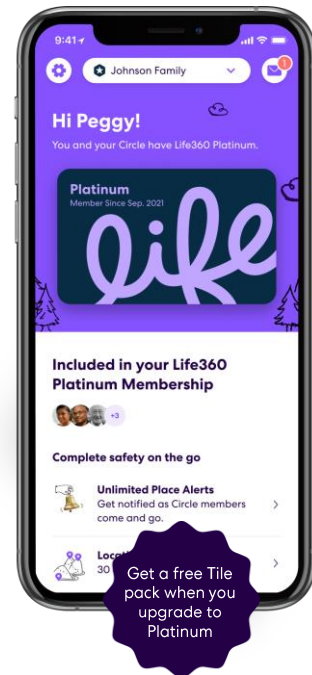 9:41
Johnson Family
1
Hi Peggy!
You and your Circle have Life360 Platinum.
Platinum
Member Since Sep. 2021
life
Included in your Life360
Platinum Membership
+3
Complete safety on the go
Unlimited Place Alerts
Get notified as Circle members
come and go.
30
Get a free Tile
pack when you
upgrade to
Platinum